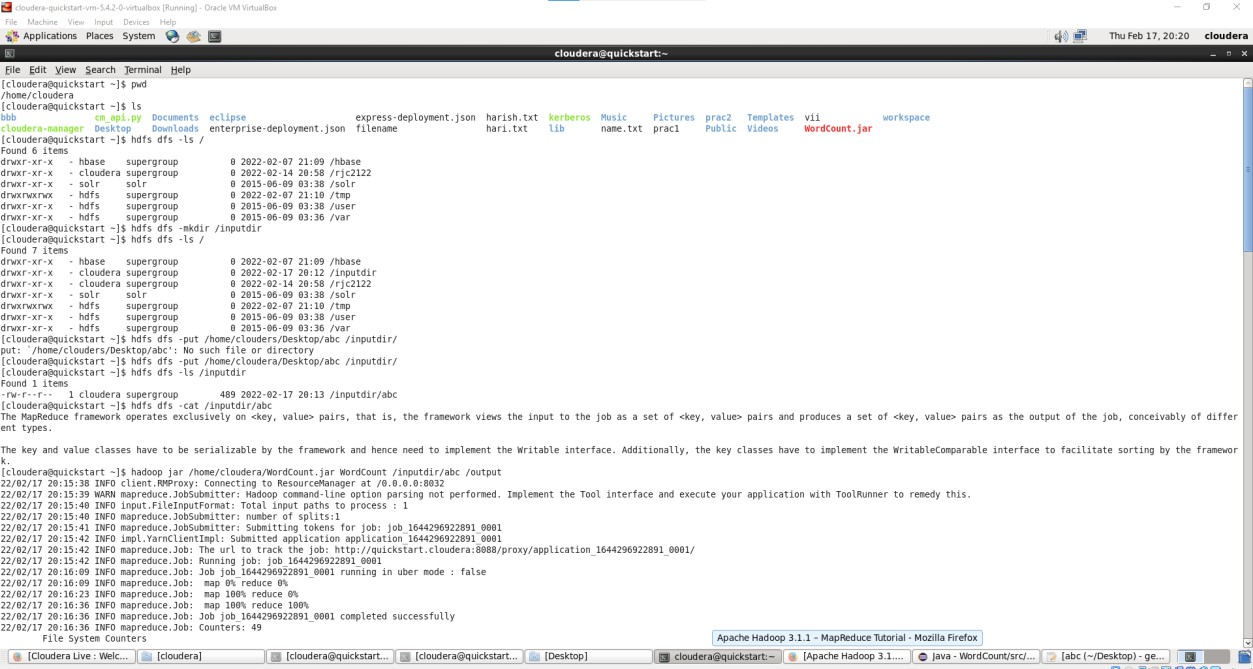 cloudera-quickstart-vm-5.4.2-0-virtualbox [Running] - Oracle VM VirtualBox
File Machine View Input Devices Help
Applications Places System Thu Feb 17, 20:20 cloudera
cloudera@quickstart:~
File Edit View Search Terminal Help
[cloudera@quickstart ~]$ pwd
/home/cloudera
[cloudera@quickstart ~]$ ls
bbb cm_api.py Documents eclipse express-deployment.json harish.txt kerberos Music Pictures prac2 Templates vii workspace
cloudera-manager Desktop Downloads enterprise-deployment.json filename hari.txt lib name.txt prac1 Public Videos WordCount.jar
[cloudera@quickstart ~]$ hdfs dfs -ls /
Found 6 items
drwxr-xr-x - hbase supergroup 0 2022-02-07 21:09 /hbase
drwxr-xr-x - cloudera supergroup 0 2022-02-14 20:58 /rjc2122
drwxr-xr-x - solr solr 0 2015-06-09 03:38 /solr
drwxrwxrwx - hdfs supergroup 0 2022-02-07 21:10 /tmp
drwxr-xr-x - hdfs supergroup 0 2015-06-09 03:38 /user
drwxr-xr-x - hdfs supergroup 0 2015-06-09 03:36 /var
[cloudera@quickstart ~]$ hdfs dfs -mkdir /inputdir
[cloudera@quickstart ~]$ hdfs dfs -ls /
Found 7 items
drwxr-xr-x - hbase supergroup 0 2022-02-07 21:09 /hbase
drwxr-xr-x - cloudera supergroup 0 2022-02-17 20:12 /inputdir
drwxr-xr-x - cloudera supergroup 0 2022-02-14 20:58 /rjc2122
drwxr-xr-x - solr solr 0 2015-06-09 03:38 /solr
drwxrwxrwx - hdfs supergroup 0 2022-02-07 21:10 /tmp
drwxr-xr-x - hdfs supergroup 0 2015-06-09 03:38 /user
drwxr-xr-x - hdfs supergroup 0 2015-06-09 03:36 /var
[cloudera@quickstart ~]$ hdfs dfs -put /home/clouders/Desktop/abc /inputdir/
put: `/home/clouders/Desktop/abc': No such file or directory
[cloudera@quickstart ~]$ hdfs dfs -put /home/cloudera/Desktop/abc /inputdir/
[cloudera@quickstart ~]$ hdfs dfs -ls /inputdir
Found 1 items
-rw-r--r-- 1 cloudera supergroup 489 2022-02-17 20:13 /inputdir/abc
[cloudera@quickstart ~]$ hdfs dfs -cat /inputdir/abc
The MapReduce framework operates exclusively on <key, value> pairs, that is, the framework views the input to the job as a set of <key, value> pairs and produces a set of <key, value> pairs as the output of the job, conceivably of differ
ent types.
The key and value classes have to be serializable by the framework and hence need to implement the Writable interface. Additionally, the key classes have to implement the WritableComparable interface to facilitate sorting by the framewor
k.
[cloudera@quickstart ~]$ hadoop jar /home/cloudera/WordCount.jar WordCount /inputdir/abc /output
22/02/17 20:15:38 INFO client.RMProxy: Connecting to ResourceManager at /0.0.0.0:8032
22/02/17 20:15:39 WARN mapreduce.JobSubmitter: Hadoop command-line option parsing not performed. Implement the Tool interface and execute your application with ToolRunner to remedy this.
22/02/17 20:15:40 INFO input.FileInputFormat: Total input paths to process : 1
22/02/17 20:15:40 INFO mapreduce.JobSubmitter: number of splits:1
22/02/17 20:15:41 INFO mapreduce.JobSubmitter: Submitting tokens for job: job_1644296922891_0001
22/02/17 20:15:42 INFO impl.YarnClientImpl: Submitted application application_1644296922891_0001
22/02/17 20:15:42 INFO mapreduce.Job: The url to track the job: http://quickstart.cloudera:8088/proxy/application_1644296922891_0001/
22/02/17 20:15:42 INFO mapreduce.Job: Running job: job_1644296922891_0001
22/02/17 20:16:09 INFO mapreduce.Job: Job job_1644296922891_0001 running in uber mode : false
22/02/17 20:16:09 INFO mapreduce.Job: map 0% reduce 0%
22/02/17 20:16:23 INFO mapreduce.Job: map 100% reduce 0%
22/02/17 20:16:36 INFO mapreduce.Job: map 100% reduce 100%
22/02/17 20:16:36 INFO mapreduce.Job: Job job_1644296922891_0001 completed successfully
22/02/17 20:16:36 INFO mapreduce.Job: Counters: 49
File System Counters
Apache Hadoop 3.1.1 – MapReduce Tutorial - Mozilla Firefox
[Cloudera Live : Welc... [cloudera] [cloudera@quickstart... [cloudera@quickstart... [Desktop] cloudera@quickstart:~ [Apache Hadoop 3.1.... Java - WordCount/src/... [abc (~/Desktop) - ge...